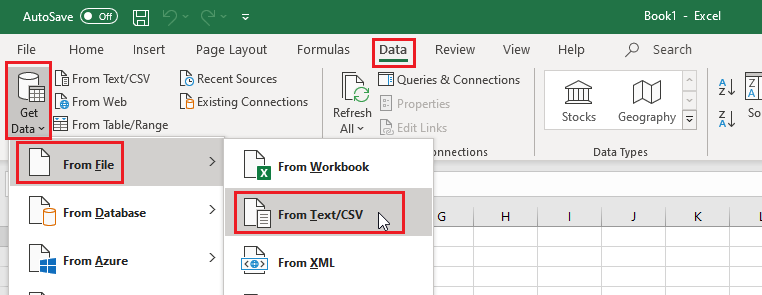 AutoSave Off Book1 - Excel
File Home Insert Page Layout Formulas Data Review View Help Search
Get Data
From Text/CSV
From Web
From Table/Range
Recent Sources
Existing Connections
Refresh All
Queries & Connections
Properties
Edit Links
Stocks
Geography
A Z
Z A
Z A
A Z
So
onnections
Data Types
From File
From Database
From Azure
From Workbook
From Text/CSV
From XML
G H I J K L